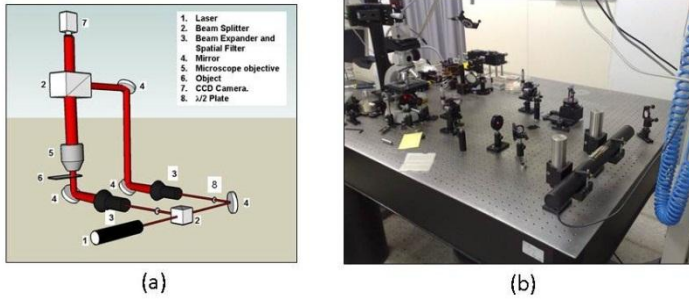 7
1. Laser
2. Beam Splitter
3. Beam Expander and
Spatial Filter
4. Mirror
5. Microscope objective
6. Object
7. CCD Camera.
8. λ/2 Plate
2
4
5
6
3
8
4
4
4
3
2
1
(a)
(b)